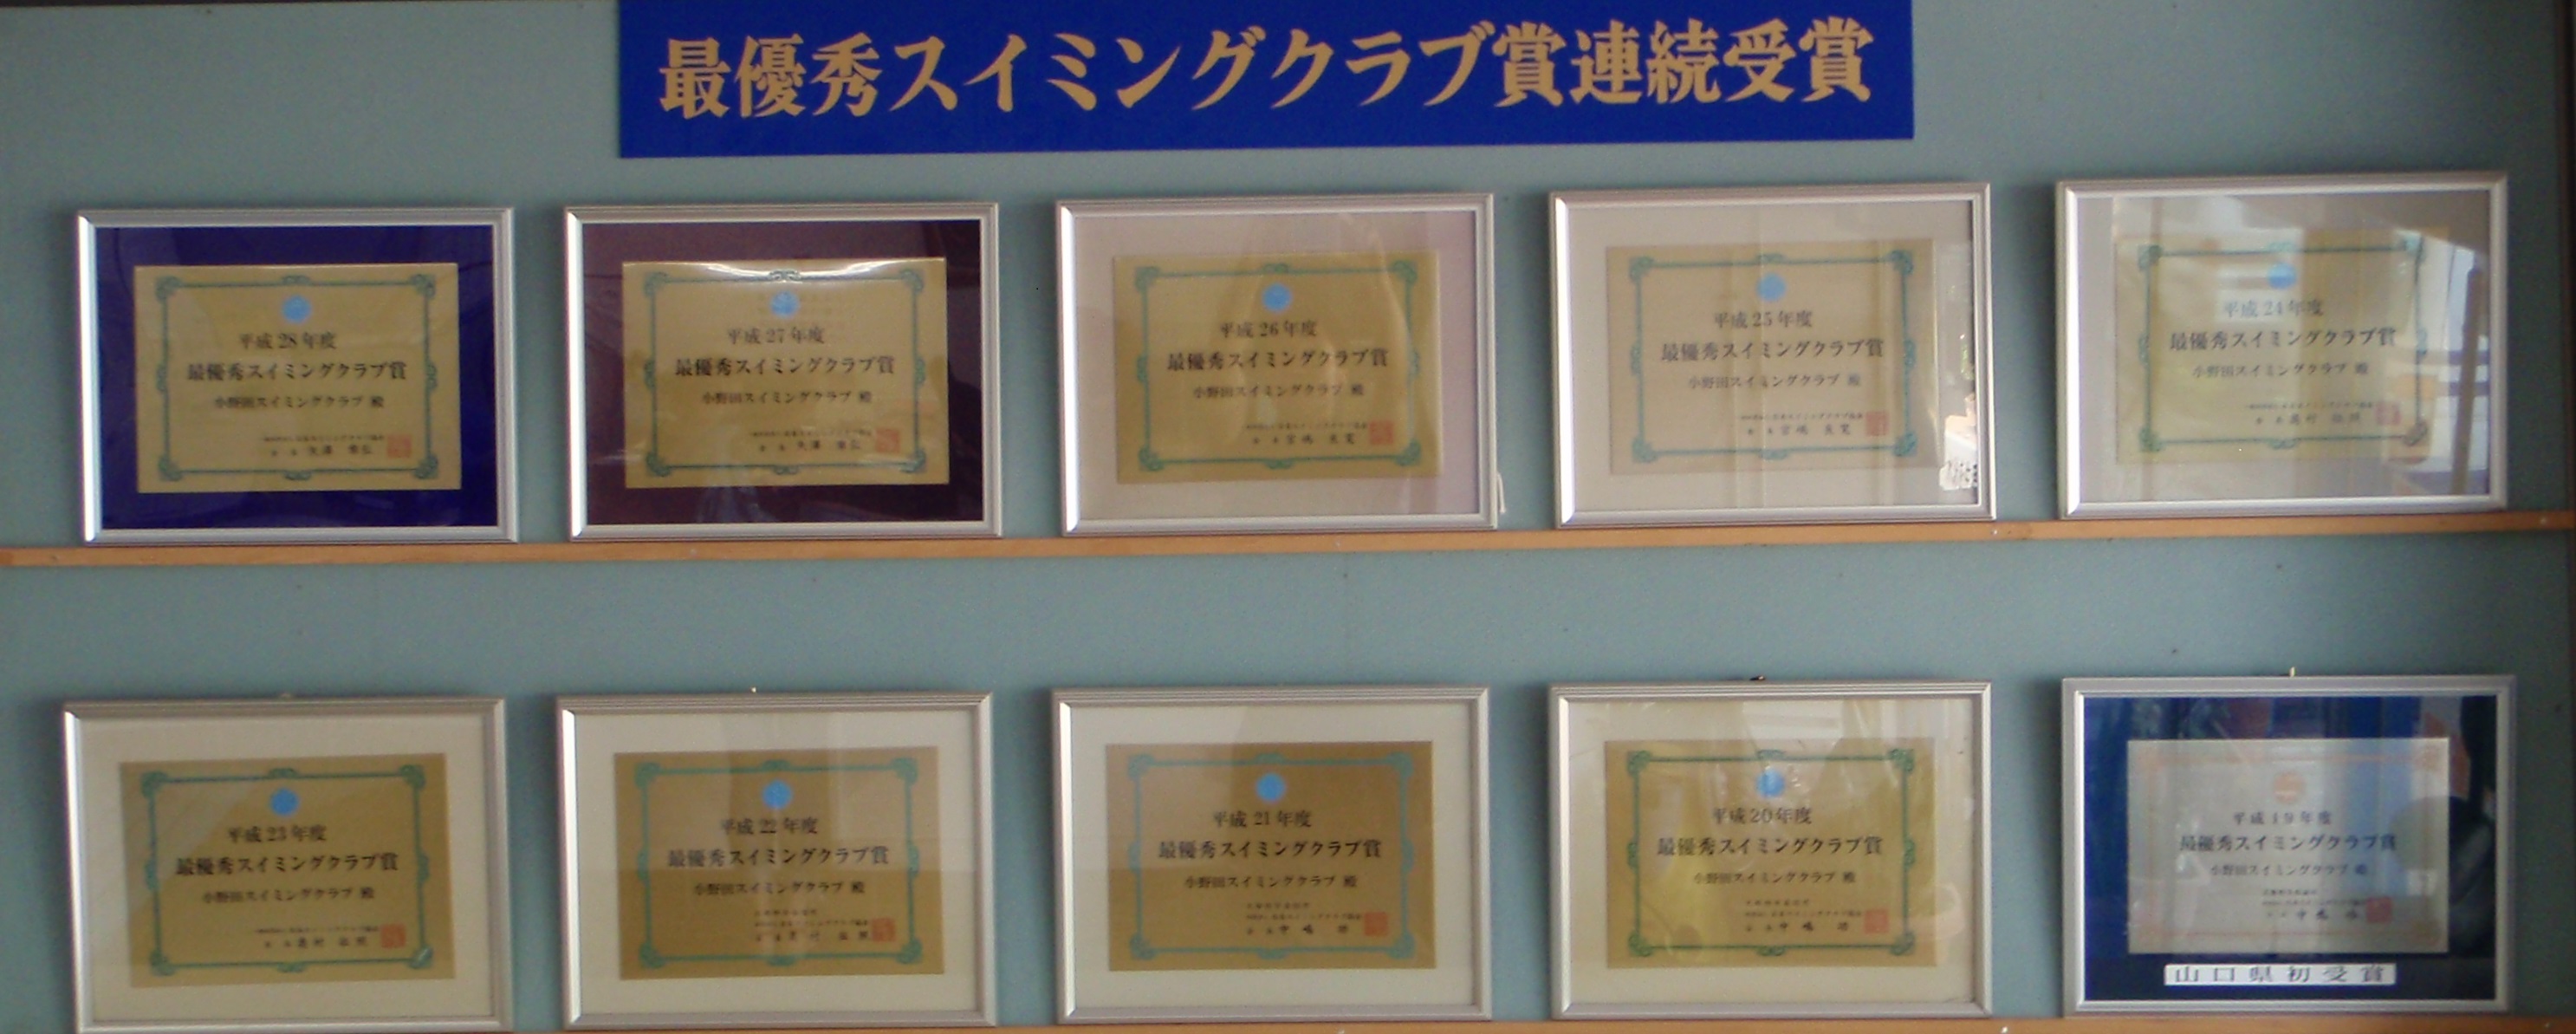 最優秀スイミングクラブ賞連続受賞
平成28年度
最優秀スイミングクラブ賞
小野田スイミングクラブ 殿
平成27年度
最優秀スイミングクラブ賞
小野田スイミングクラブ 殿
平成26年度
最優秀スイミングクラブ賞
小野田スイミングクラブ 殿
平成25年度
最優秀スイミングクラブ賞
小野田スイミングクラブ 殿
平成24年度
最優秀スイミングクラブ賞
小野田スイミングクラブ 殿
平成23年度
最優秀スイミングクラブ賞
小野田スイミングクラブ 殿
平成22年度
最優秀スイミングクラブ賞
小野田スイミングクラブ 殿
平成21年度
最優秀スイミングクラブ賞
小野田スイミングクラブ 殿
平成20年度
最優秀スイミングクラブ賞
小野田スイミングクラブ 殿
平成19年度
最優秀スイミングクラブ賞
小野田スイミングクラブ 殿
山口県初受賞